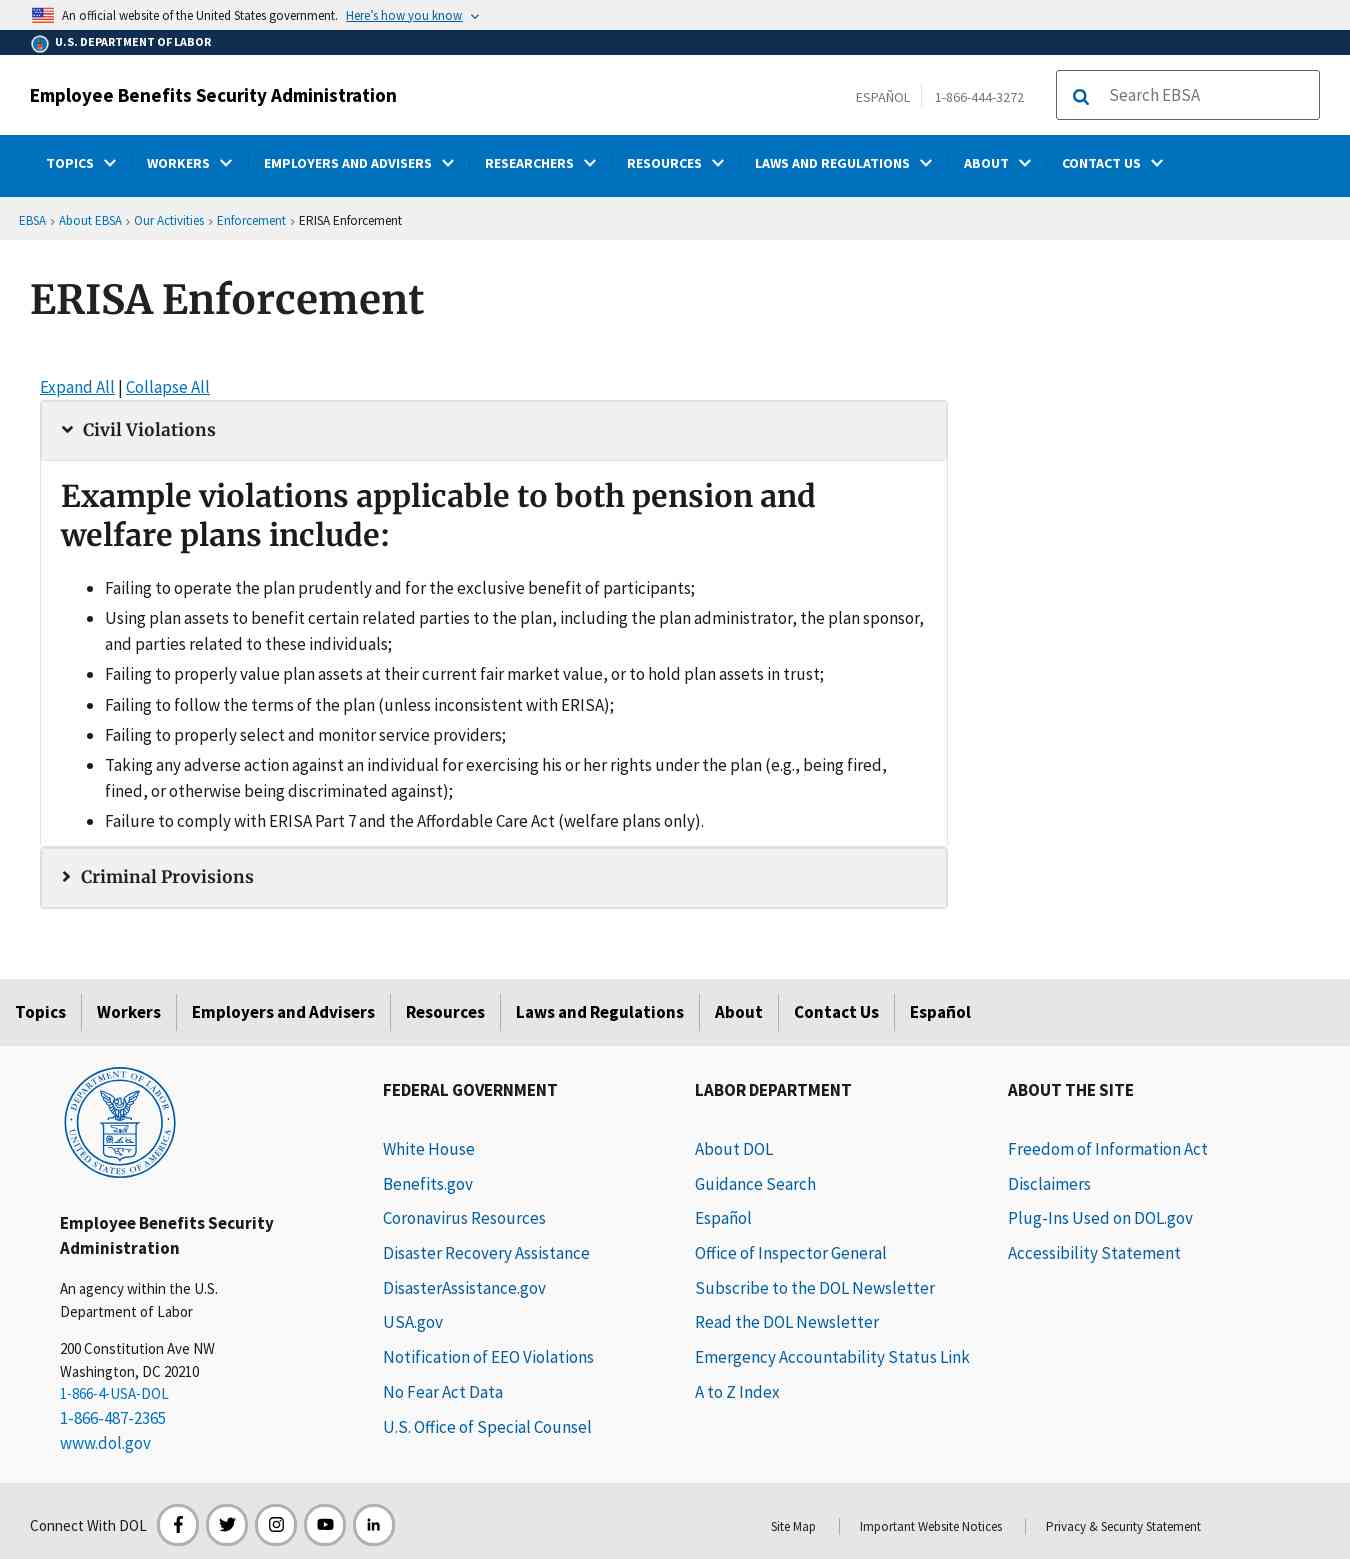 An official website of the United States government. Here's how you know
U.S. DEPARTMENT OF LABOR
Employee Benefits Security Administration
ESPAÑOL 1-866-444-3272 Search EBSA
TOPICS WORKERS EMPLOYERS AND ADVISERS RESEARCHERS RESOURCES LAWS AND REGULATIONS ABOUT CONTACT US
EBSA › About EBSA › Our Activities › Enforcement › ERISA Enforcement
ERISA Enforcement
Expand All | Collapse All
Civil Violations
Example violations applicable to both pension and
welfare plans include:
• Failing to operate the plan prudently and for the exclusive benefit of participants;
• Using plan assets to benefit certain related parties to the plan, including the plan administrator, the plan sponsor,
and parties related to these individuals;
• Failing to properly value plan assets at their current fair market value, or to hold plan assets in trust;
• Failing to follow the terms of the plan (unless inconsistent with ERISA);
• Failing to properly select and monitor service providers;
• Taking any adverse action against an individual for exercising his or her rights under the plan (e.g., being fired,
fined, or otherwise being discriminated against);
• Failure to comply with ERISA Part 7 and the Affordable Care Act (welfare plans only).
Criminal Provisions
Topics Workers Employers and Advisers Resources Laws and Regulations About Contact Us Español
DEPARTMENT OF LABOR
UNITED STATES OF AMERICA
Employee Benefits Security
Administration
An agency within the U.S.
Department of Labor
200 Constitution Ave NW
Washington, DC 20210
1-866-4-USA-DOL
1-866-487-2365
www.dol.gov
FEDERAL GOVERNMENT
White House
Benefits.gov
Coronavirus Resources
Disaster Recovery Assistance
DisasterAssistance.gov
USA.gov
Notification of EEO Violations
No Fear Act Data
U.S. Office of Special Counsel
LABOR DEPARTMENT
About DOL
Guidance Search
Español
Office of Inspector General
Subscribe to the DOL Newsletter
Read the DOL Newsletter
Emergency Accountability Status Link
A to Z Index
ABOUT THE SITE
Freedom of Information Act
Disclaimers
Plug-Ins Used on DOL.gov
Accessibility Statement
Connect With DOL
Site Map Important Website Notices Privacy & Security Statement